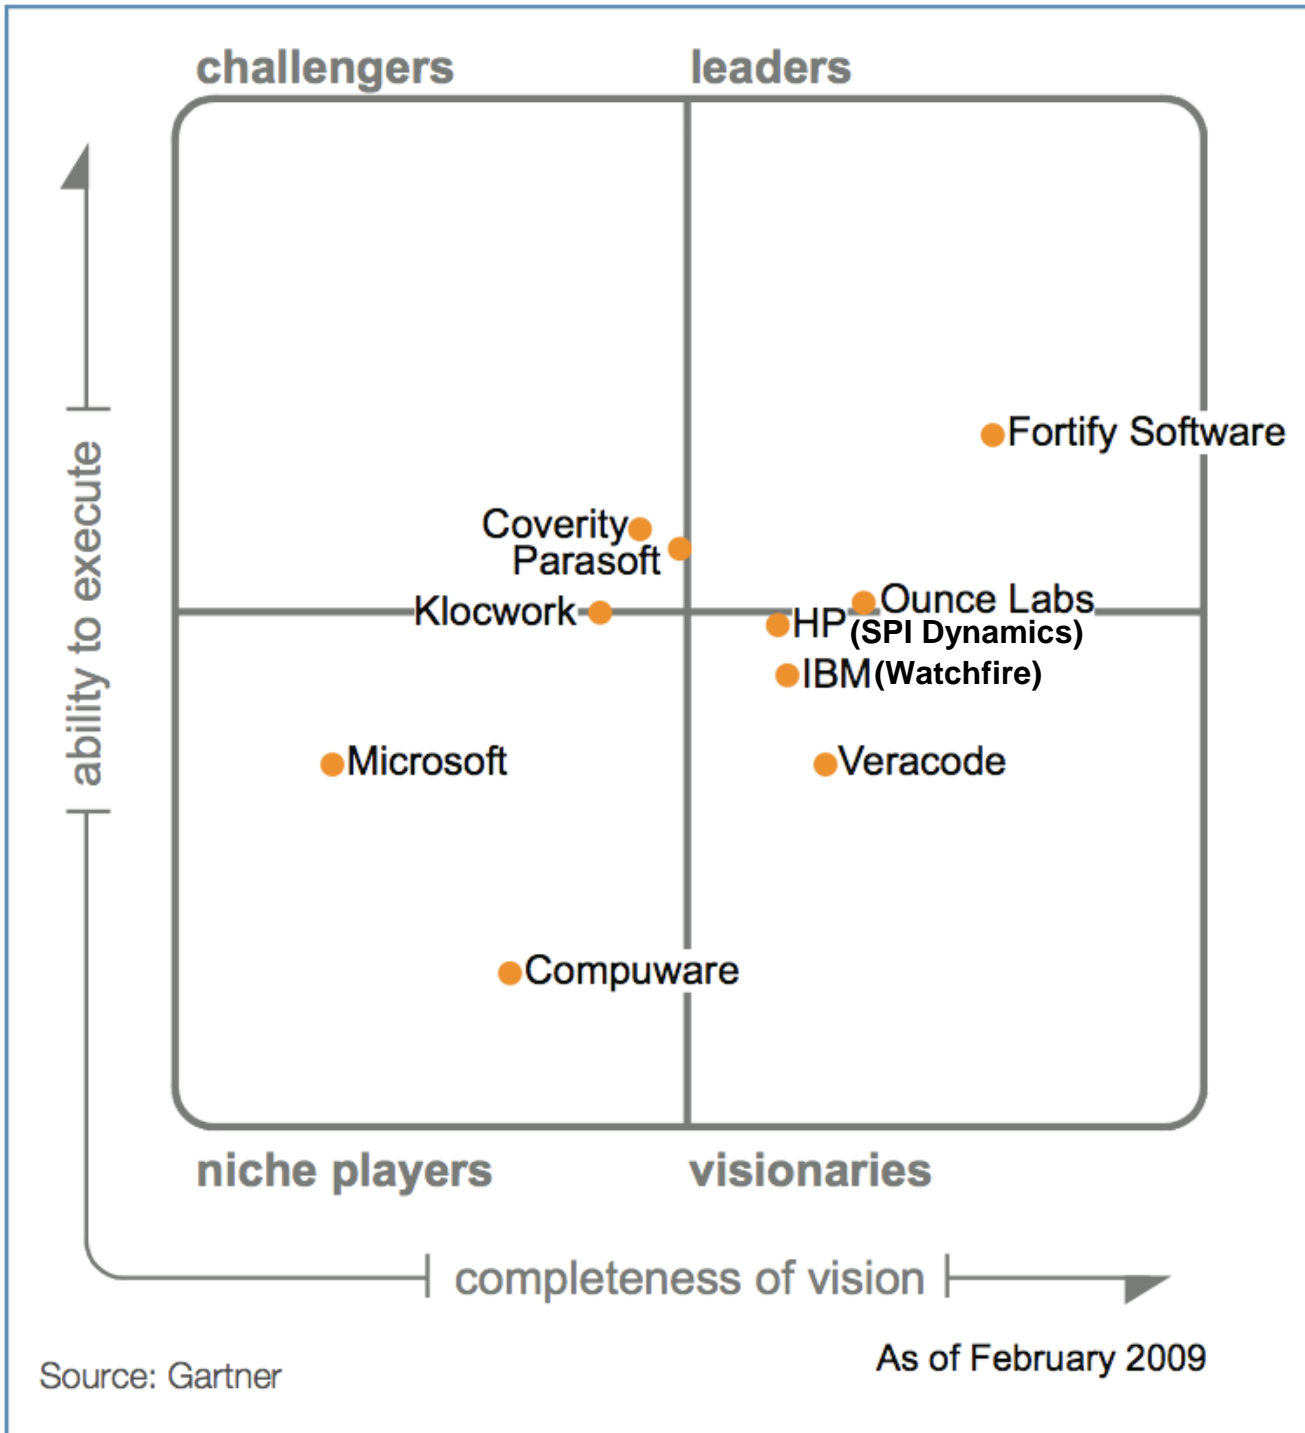 challengers
leaders
ability to execute
Fortify Software
Coverity
Parasoft
Klocwork
Ounce Labs
HP (SPI Dynamics)
IBM (Watchfire)
Microsoft
Veracode
Compuware
niche players
visionaries
completeness of vision
As of February 2009
Source: Gartner